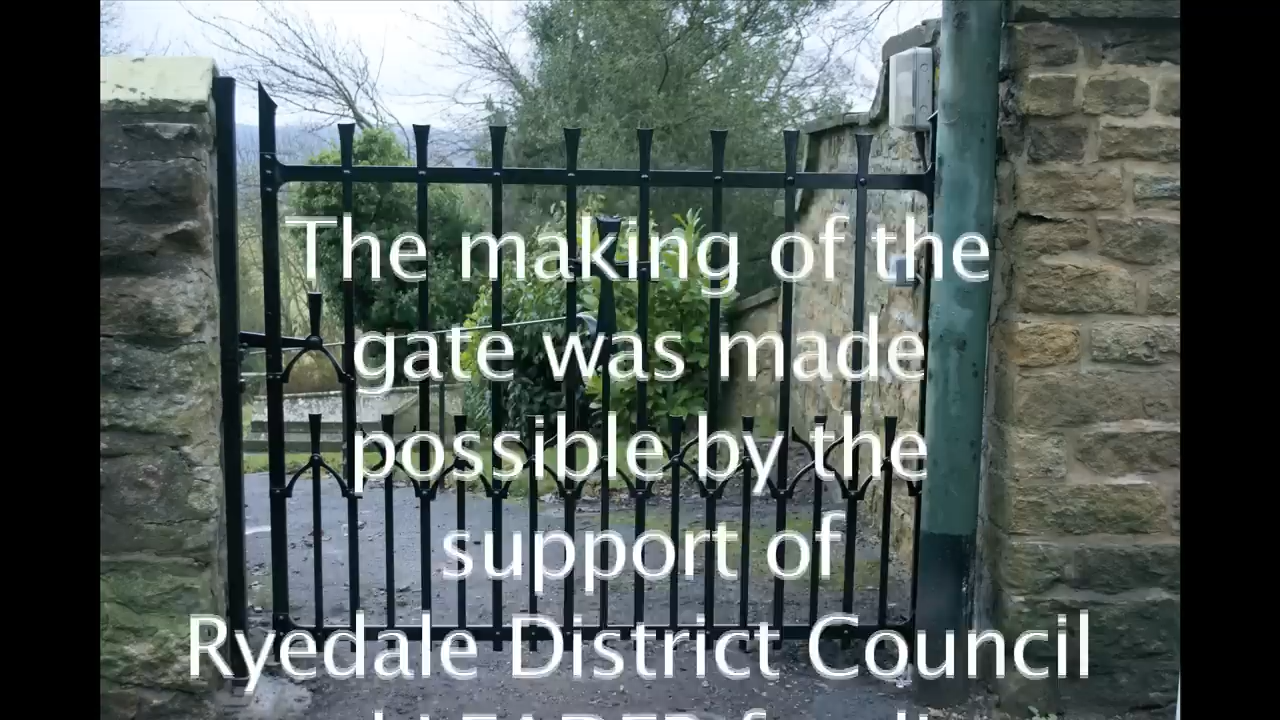 The making of the
gate was made
possible by the
support of
Ryedale District Council